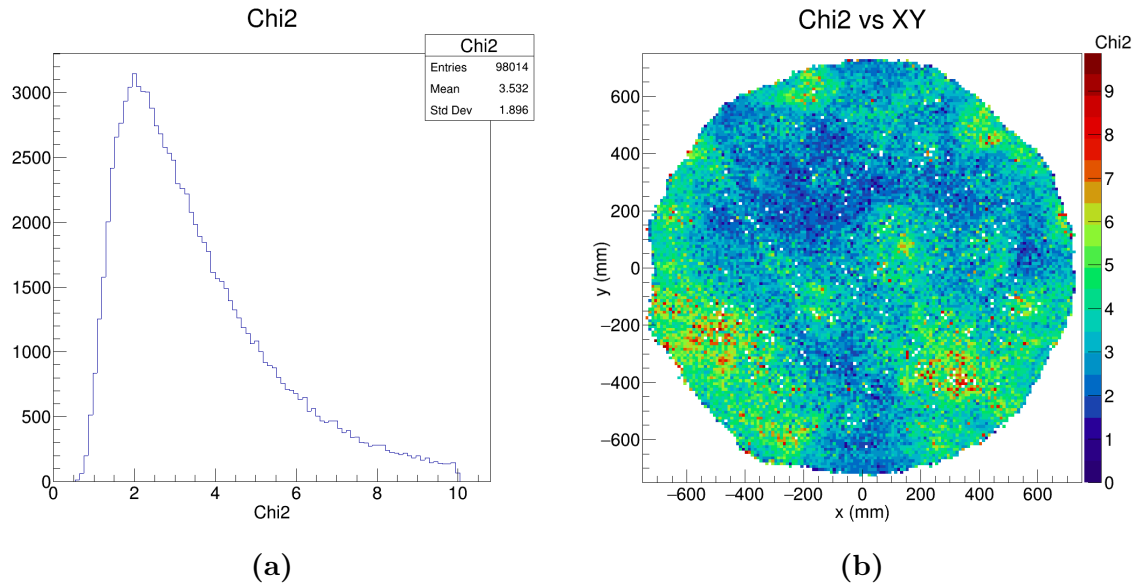 Chi2
Chi2
Entries 98014
Mean 3.532
Std Dev 1.896
3000
2500
2000
1500
1000
500
0
0 2 4 6 8 10
Chi2
(a)
Chi2 vs XY
Chi2
600
400
200
0
−200
−400
−600
y (mm)
−600 −400 −200 0 200 400 600
x (mm)
9
8
7
6
5
4
3
2
1
0
(b)